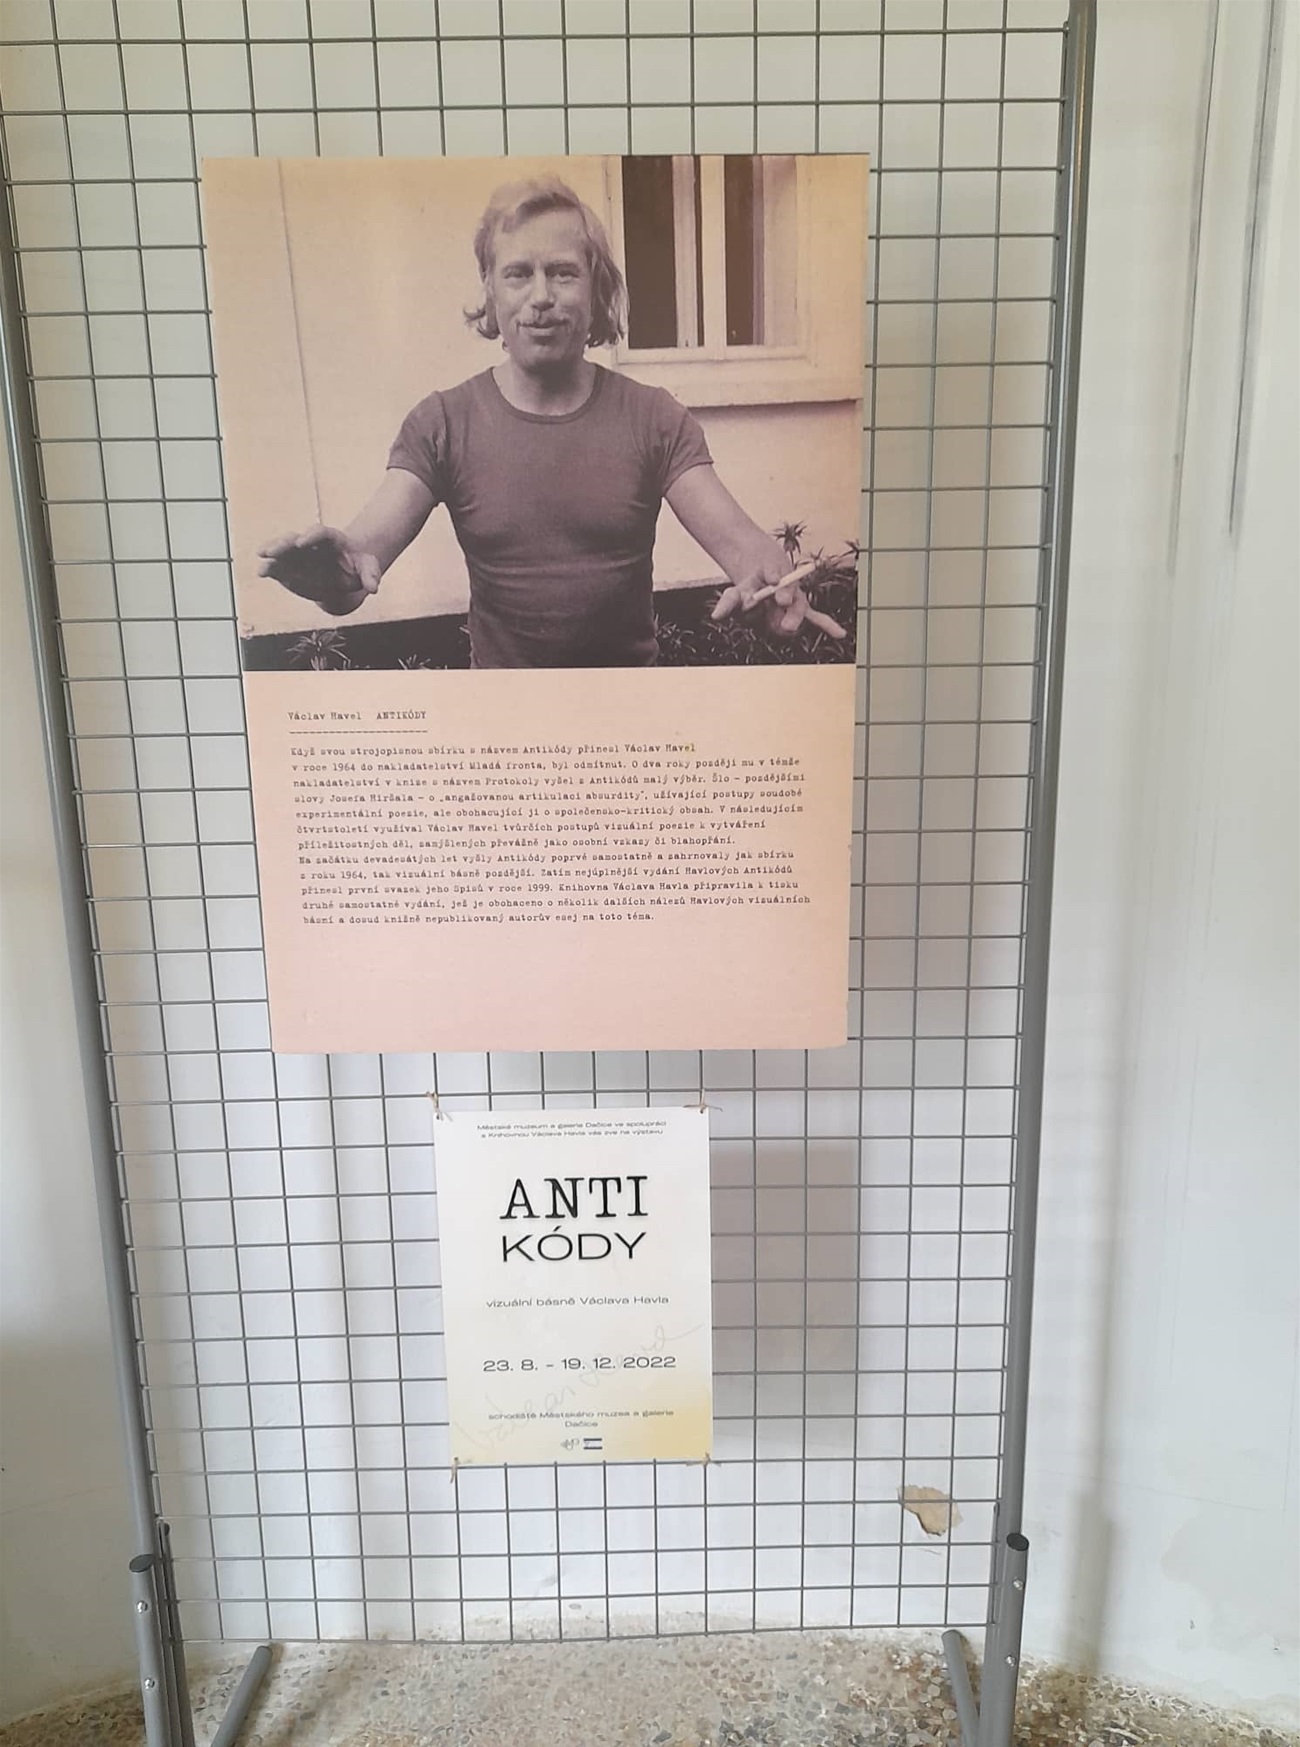 Václav Havel ANTIKÓDY
Když svou strojopisnou sbírku s názvem Antikódy přinesl Václav Havel
v roce 1964 do nakladatelství Mladá fronta, byl odmítnut. O dva roky později mu v témže
nakladatelství v knize s názvem Protokoly vyšel z Antikódů malý výběr. Šlo – pozdějšími
slovy Josefa Hiršala – o „angažovanou artikulaci absurdity", užívající postupy soudobé
experimentální poezie, ale obohacující ji o společensko-kritický obsah. V následujícím
čtvrtstoletí využíval Václav Havel tvůrčích postupů vizuální poezie k vytváření
příležitostných děl, zamýšlených převážně jako osobní vzkazy či blahopřání.
Na začátku devadesátých let vyšly Antikódy poprvé samostatně a zahrnovaly jak sbírku
z roku 1964, tak vizuální básně pozdější. Zatím nejúplnější vydání Havlových Antikódů
přinesl první svazek jeho Spisů v roce 1999. Knihovna Václava Havla připravila k tisku
druhé samostatné vydání, jež je obohaceno o několik dalších nálezů Havlových vizuálních
básní a dosud knižně nepublikovaný autorův esej na toto téma.
Městské muzeum a galerie Dačice ve spolupráci
s Knihovnou Václava Havla vás zve na výstavu
ANTI
KÓDY
vizuální básně Václava Havla
23. 8. - 19. 12. 2022
schodiště Městského muzea a galerie
Dačice